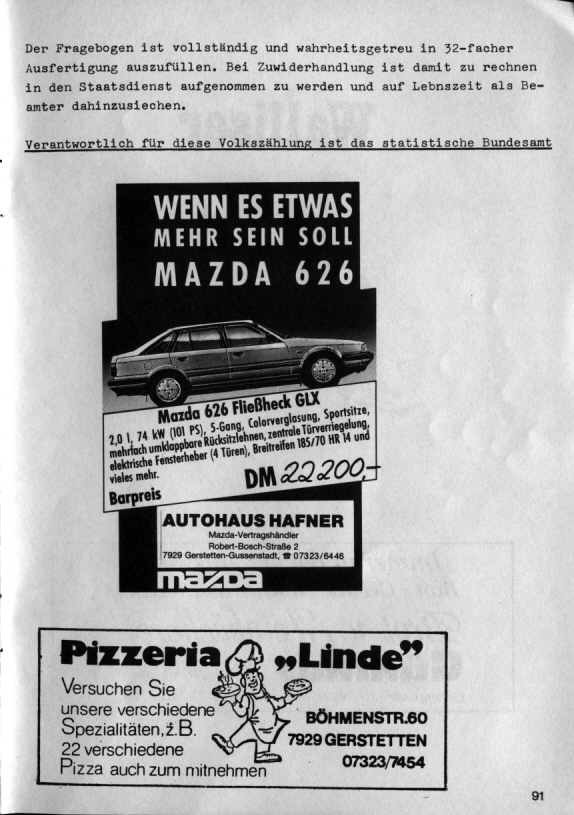 Der Fragebogen ist vollständig und wahrheitsgetreu in 32-facher
Ausfertigung auszufüllen. Bei Zuwiderhandlung ist damit zu rechnen
in den Staatsdienst aufgenommen zu werden und auf Lebnszeit als Be-
amter dahinzusiechen.
Verantwortlich für diese Volkszählung ist das statistische Bundesamt
WENN ES ETWAS
MEHR SEIN SOLL
MAZDA 626
Mazda 626 Fließheck GLX
2,0 l, 74 kW (101 PS), 5-Gang, Colorverglasung, Sportsitze,
mehrfach umklappbare Rücksitzlehnen, zentrale Türverriegelung,
elektrische Fensterheber (4 Türen), Breitreifen 185/70 HR 14 und
vieles mehr.
Barpreis DM 22200,-
AUTOHAUS HAFNER
Mazda-Vertragshändler
Robert-Bosch-Straße 2
7929 Gerstetten-Gussenstadt, ☎ 07323/6446
mazda
Pizzeria „Linde”
Versuchen Sie
unsere verschiedene
Spezialitäten, z.B.
22 verschiedene
Pizza auch zum mitnehmen
BÖHMENSTR.60
7929 GERSTETTEN
07323/7454
91